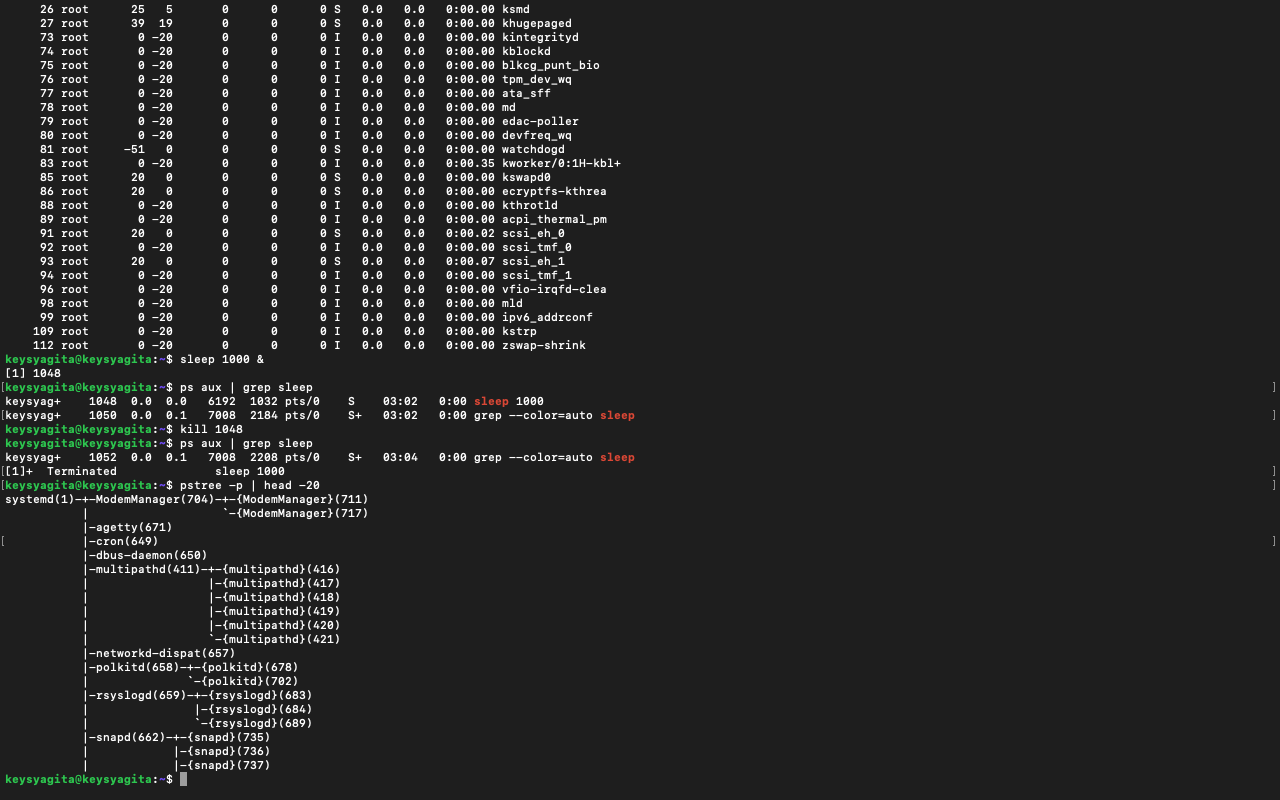 26 root      25   5       0      0      0 S   0.0   0.0   0:00.00 ksmd
27 root      39  19       0      0      0 S   0.0   0.0   0:00.00 khugepaged
73 root       0 -20       0      0      0 I   0.0   0.0   0:00.00 kintegrityd
74 root       0 -20       0      0      0 I   0.0   0.0   0:00.00 kblockd
75 root       0 -20       0      0      0 I   0.0   0.0   0:00.00 blkcg_punt_bio
76 root       0 -20       0      0      0 I   0.0   0.0   0:00.00 tpm_dev_wq
77 root       0 -20       0      0      0 I   0.0   0.0   0:00.00 ata_sff
78 root       0 -20       0      0      0 I   0.0   0.0   0:00.00 md
79 root       0 -20       0      0      0 I   0.0   0.0   0:00.00 edac-poller
80 root       0 -20       0      0      0 I   0.0   0.0   0:00.00 devfreq_wq
81 root     -51   0       0      0      0 S   0.0   0.0   0:00.00 watchdogd
83 root       0 -20       0      0      0 I   0.0   0.0   0:00.35 kworker/0:1H-kbl+
85 root      20   0       0      0      0 S   0.0   0.0   0:00.00 kswapd0
86 root      20   0       0      0      0 S   0.0   0.0   0:00.00 ecryptfs-kthrea
88 root       0 -20       0      0      0 I   0.0   0.0   0:00.00 kthrotld
89 root       0 -20       0      0      0 I   0.0   0.0   0:00.00 acpi_thermal_pm
91 root      20   0       0      0      0 S   0.0   0.0   0:00.02 scsi_eh_0
92 root       0 -20       0      0      0 I   0.0   0.0   0:00.00 scsi_tmf_0
93 root      20   0       0      0      0 S   0.0   0.0   0:00.07 scsi_eh_1
94 root       0 -20       0      0      0 I   0.0   0.0   0:00.00 scsi_tmf_1
96 root       0 -20       0      0      0 I   0.0   0.0   0:00.00 vfio-irqfd-clea
98 root       0 -20       0      0      0 I   0.0   0.0   0:00.00 mld
99 root       0 -20       0      0      0 I   0.0   0.0   0:00.00 ipv6_addrconf
109 root       0 -20       0      0      0 I   0.0   0.0   0:00.00 kstrp
112 root       0 -20       0      0      0 I   0.0   0.0   0:00.00 zswap-shrink
keysyagita@keysyagita:~$ sleep 1000 &
[1] 1048
[keysyagita@keysyagita:~$ ps aux | grep sleep ]
keysyag+    1048  0.0  0.0   6192  1032 pts/0    S    03:02   0:00 sleep 1000
[keysyag+    1050  0.0  0.1   7008  2184 pts/0    S+   03:02   0:00 grep --color=auto sleep ]
keysyagita@keysyagita:~$ kill 1048
keysyagita@keysyagita:~$ ps aux | grep sleep
keysyag+    1052  0.0  0.1   7008  2208 pts/0    S+   03:04   0:00 grep --color=auto sleep
[[1]+  Terminated              sleep 1000 ]
[keysyagita@keysyagita:~$ pstree -p | head -20 ]
systemd(1)-+-ModemManager(704)-+-{ModemManager}(711)
           |                   `-{ModemManager}(717)
           |-agetty(671)
[          |-cron(649) ]
           |-dbus-daemon(650)
           |-multipathd(411)-+-{multipathd}(416)
           |                 |-{multipathd}(417)
           |                 |-{multipathd}(418)
           |                 |-{multipathd}(419)
           |                 |-{multipathd}(420)
           |                 `-{multipathd}(421)
           |-networkd-dispat(657)
           |-polkitd(658)-+-{polkitd}(678)
           |              `-{polkitd}(702)
           |-rsyslogd(659)-+-{rsyslogd}(683)
           |               |-{rsyslogd}(684)
           |               `-{rsyslogd}(689)
           |-snapd(662)-+-{snapd}(735)
           |            |-{snapd}(736)
           |            |-{snapd}(737)
keysyagita@keysyagita:~$